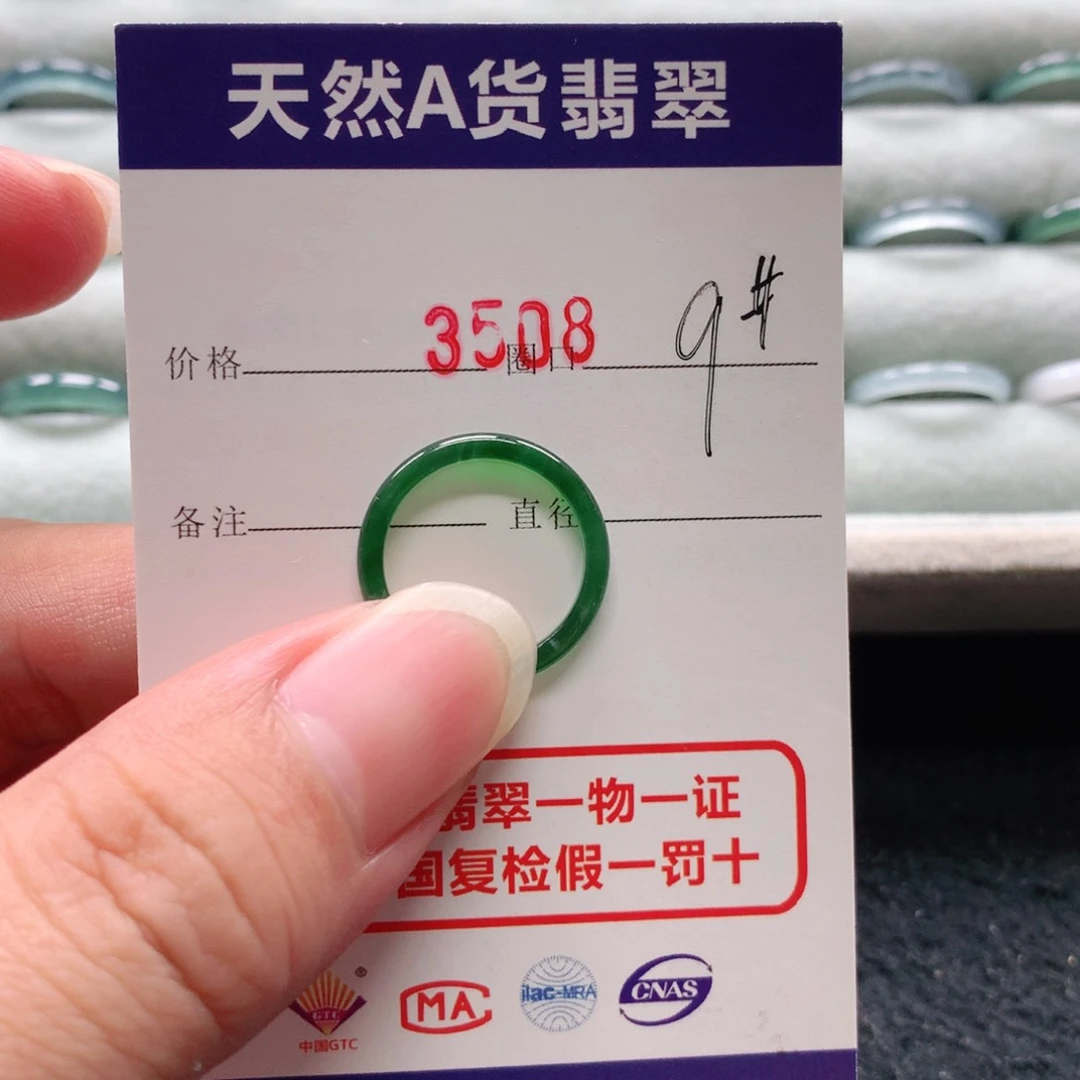 天然A货翡翠
价格 3508 圈口 9#
备注 直径
翡翠一物一证
国复检假一罚十
GTC ®
中国GTC
MA
ilac-MRA
CNAS